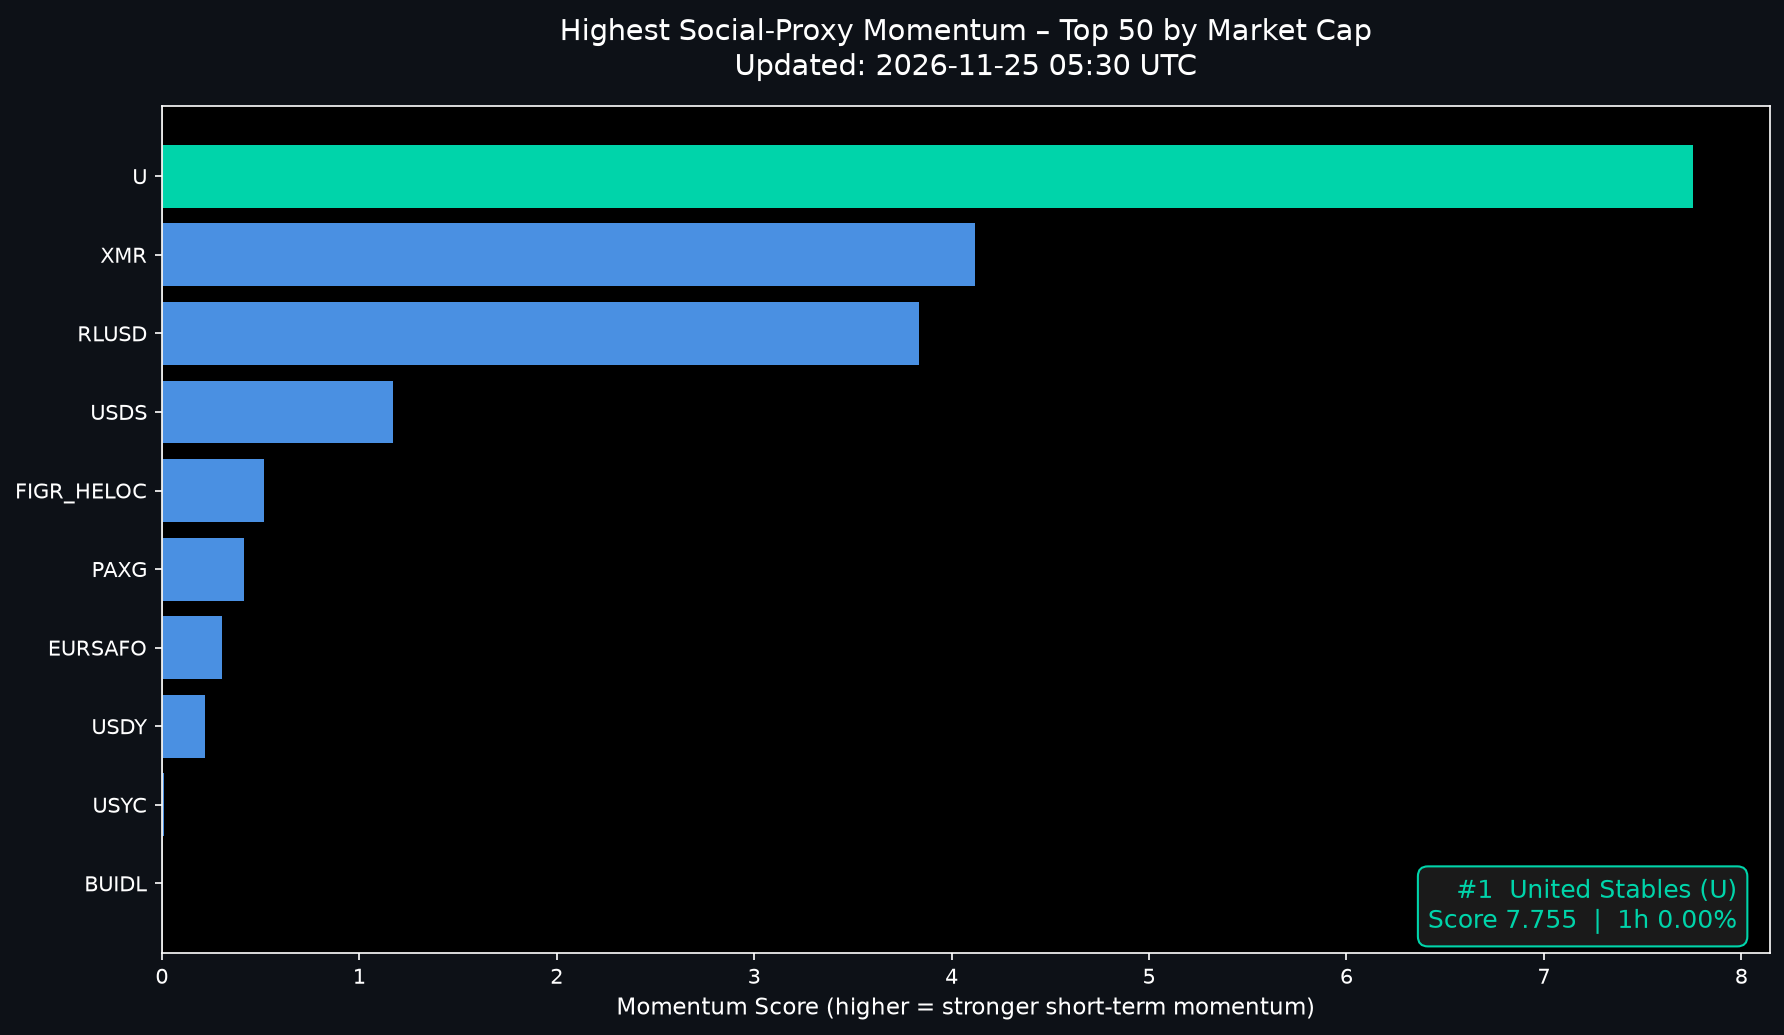 Highest Social-Proxy Momentum – Top 50 by Market Cap
Updated: 2026-11-25 05:30 UTC
U
XMR
RLUSD
USDS
FIGR_HELOC
PAXG
EURSAFO
USDY
USYC
BUIDL
#1  United Stables (U)
Score 7.755  |  1h 0.00%
0 1 2 3 4 5 6 7 8
Momentum Score (higher = stronger short-term momentum)